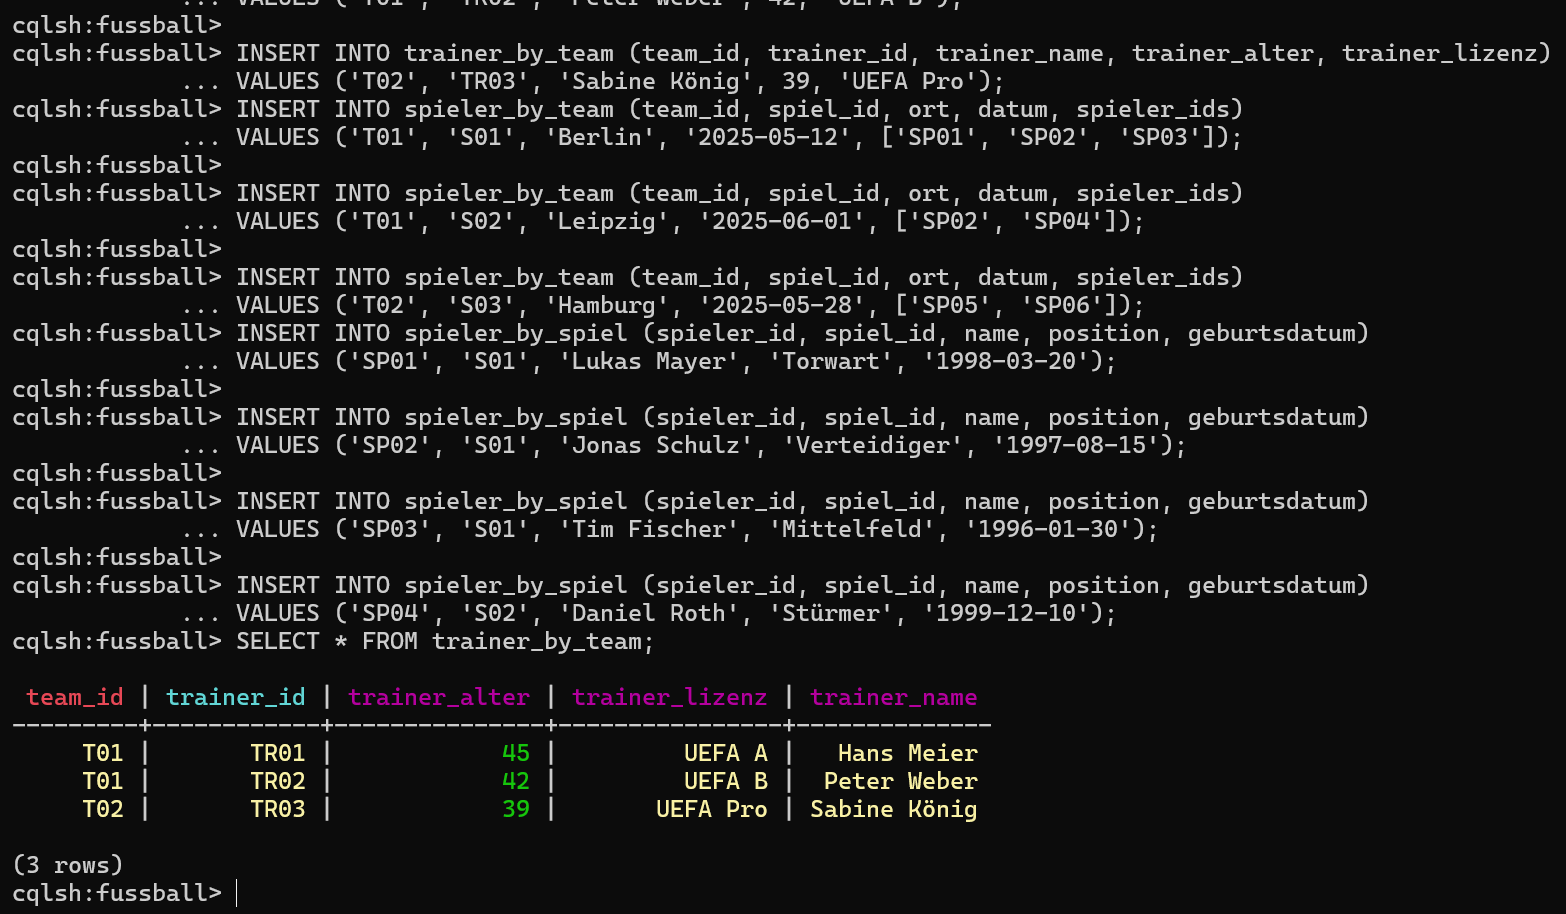 ... VALUES ('T01', 'TR02', 'Peter Weber', 42, 'UEFA B');
cqlsh:fussball>
cqlsh:fussball> INSERT INTO trainer_by_team (team_id, trainer_id, trainer_name, trainer_alter, trainer_lizenz)
... VALUES ('T02', 'TR03', 'Sabine König', 39, 'UEFA Pro');
cqlsh:fussball> INSERT INTO spieler_by_team (team_id, spiel_id, ort, datum, spieler_ids)
... VALUES ('T01', 'S01', 'Berlin', '2025-05-12', ['SP01', 'SP02', 'SP03']);
cqlsh:fussball>
cqlsh:fussball> INSERT INTO spieler_by_team (team_id, spiel_id, ort, datum, spieler_ids)
... VALUES ('T01', 'S02', 'Leipzig', '2025-06-01', ['SP02', 'SP04']);
cqlsh:fussball>
cqlsh:fussball> INSERT INTO spieler_by_team (team_id, spiel_id, ort, datum, spieler_ids)
... VALUES ('T02', 'S03', 'Hamburg', '2025-05-28', ['SP05', 'SP06']);
cqlsh:fussball> INSERT INTO spieler_by_spiel (spieler_id, spiel_id, name, position, geburtsdatum)
... VALUES ('SP01', 'S01', 'Lukas Mayer', 'Torwart', '1998-03-20');
cqlsh:fussball>
cqlsh:fussball> INSERT INTO spieler_by_spiel (spieler_id, spiel_id, name, position, geburtsdatum)
... VALUES ('SP02', 'S01', 'Jonas Schulz', 'Verteidiger', '1997-08-15');
cqlsh:fussball>
cqlsh:fussball> INSERT INTO spieler_by_spiel (spieler_id, spiel_id, name, position, geburtsdatum)
... VALUES ('SP03', 'S01', 'Tim Fischer', 'Mittelfeld', '1996-01-30');
cqlsh:fussball>
cqlsh:fussball> INSERT INTO spieler_by_spiel (spieler_id, spiel_id, name, position, geburtsdatum)
... VALUES ('SP04', 'S02', 'Daniel Roth', 'Stürmer', '1999-12-10');
cqlsh:fussball> SELECT * FROM trainer_by_team;
team_id | trainer_id | trainer_alter | trainer_lizenz | trainer_name
---------+------------+---------------+----------------+--------------
T01 | TR01 | 45 | UEFA A | Hans Meier
T01 | TR02 | 42 | UEFA B | Peter Weber
T02 | TR03 | 39 | UEFA Pro | Sabine König
(3 rows)
cqlsh:fussball>